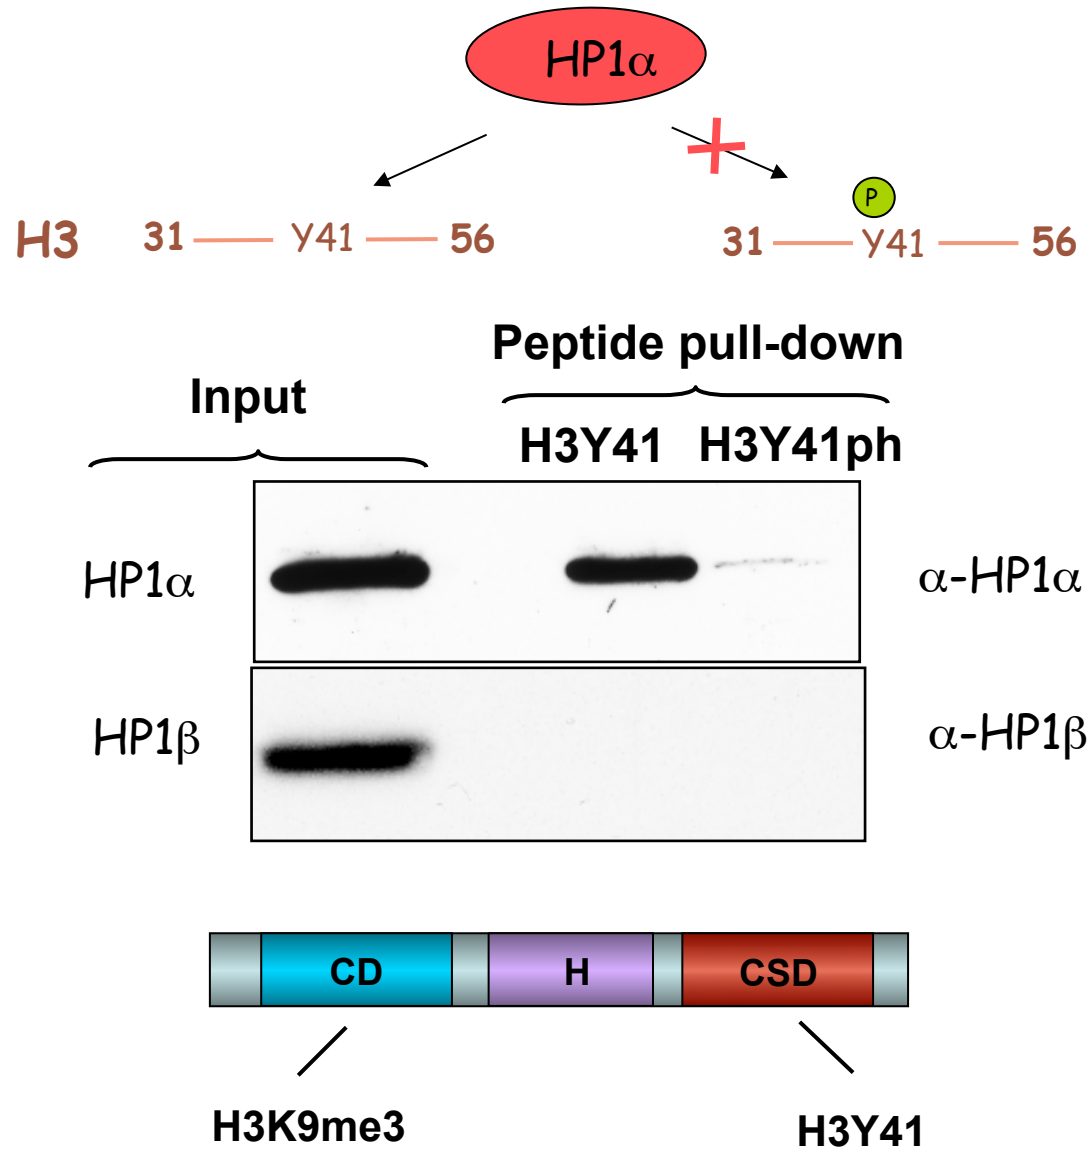 HP1α
P
H3 31 Y41 56 31 Y41 56
Peptide pull-down
Input
H3Y41 H3Y41ph
HP1α α-HP1α
HP1β α-HP1β
CD H CSD
H3K9me3 H3Y41